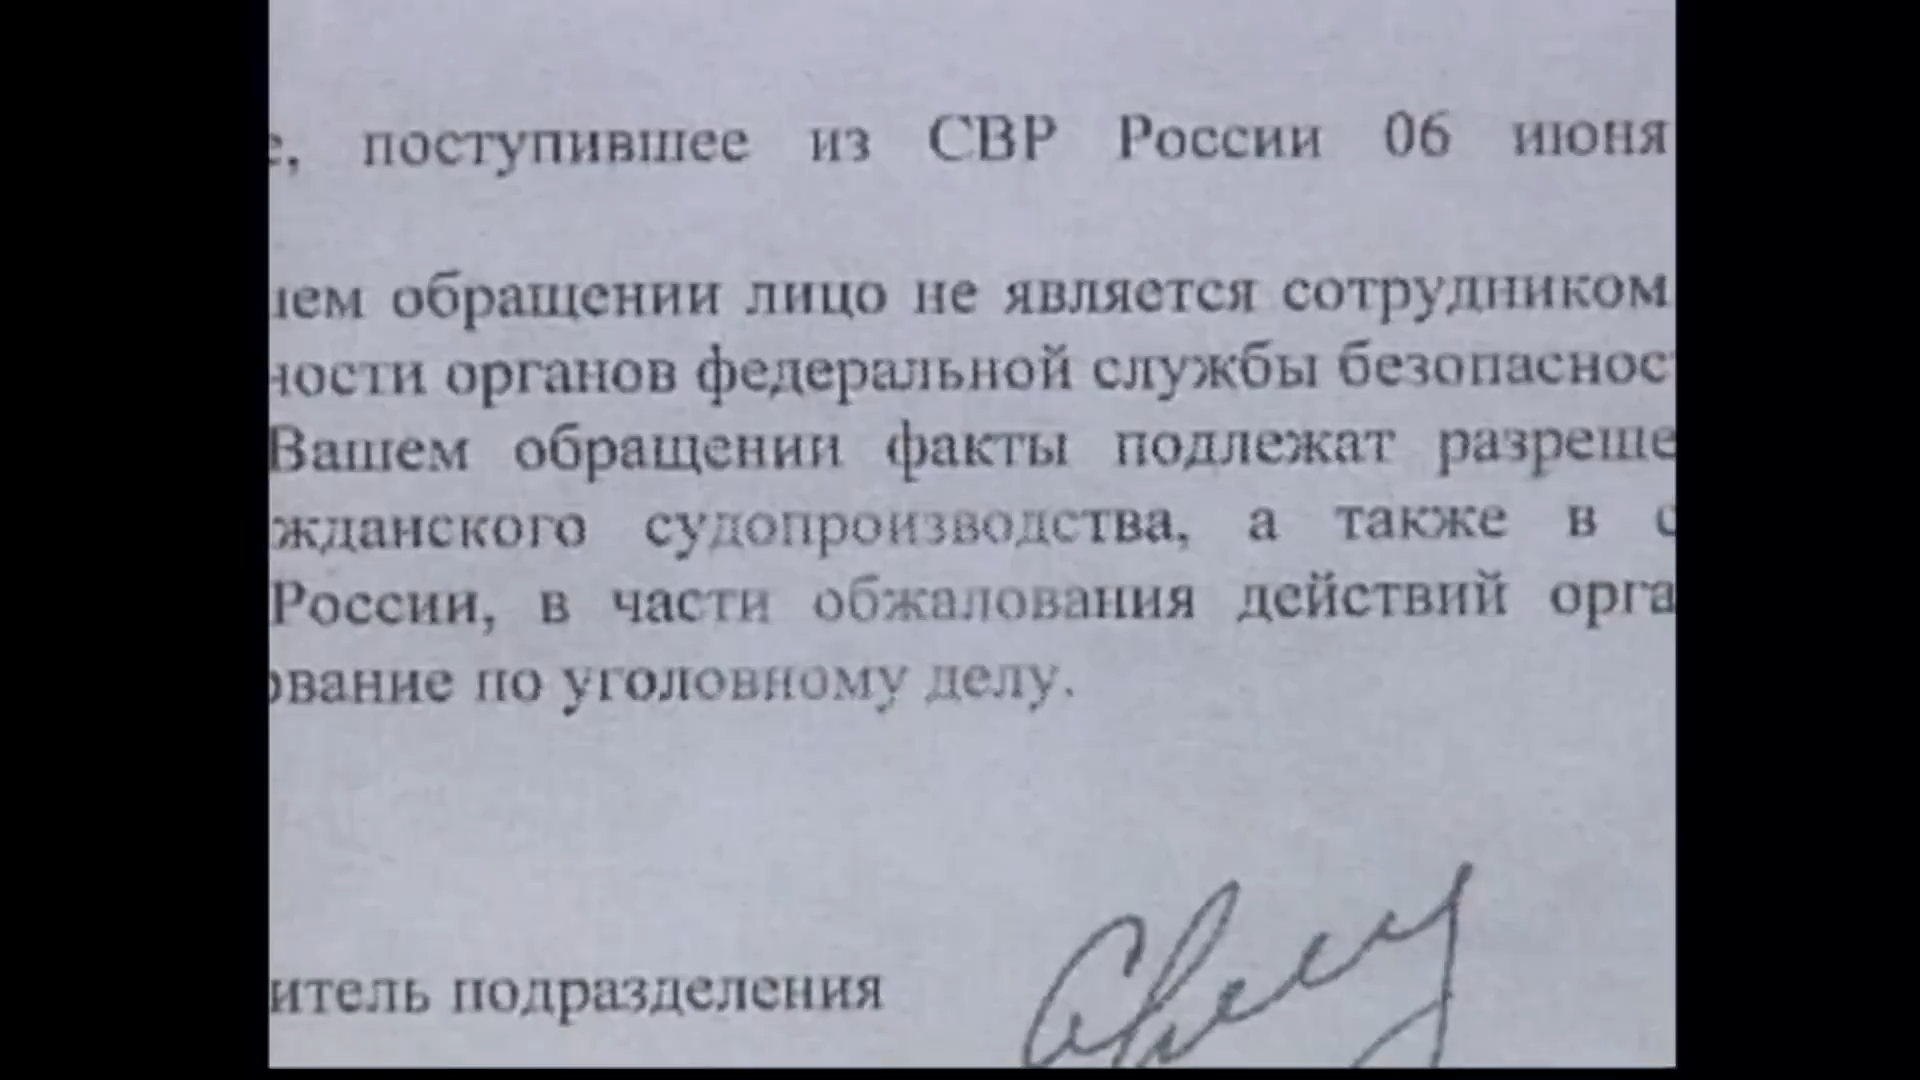 е, поступившее из СВР России 06 июня
ем обращении лицо не является сотрудником
ности органов федеральной службы безопаснос
Вашем обращении факты подлежат разреше
жданского судопроизводства, а также в с
России, в части обжалования действий орга
ование по уголовному делу.
итель подразделения